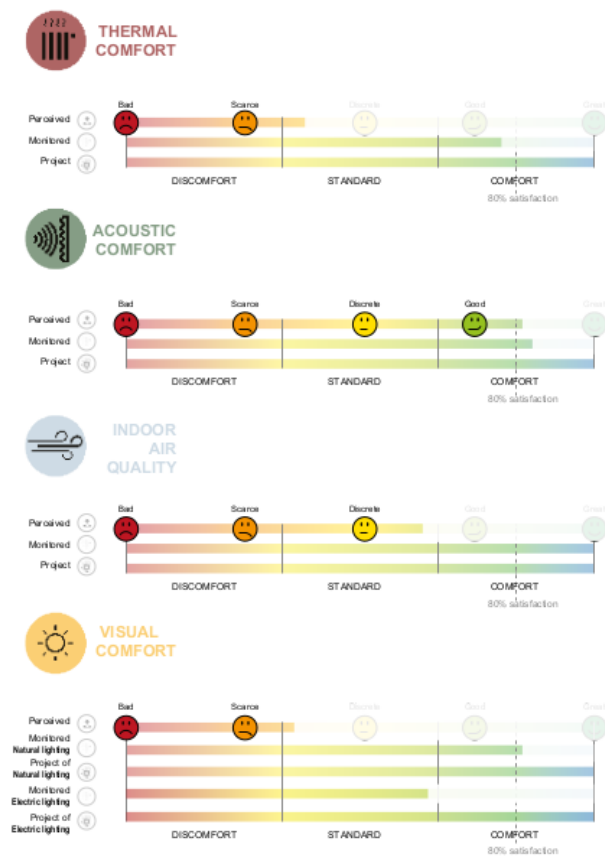 THERMAL
COMFORT
Bad Scarce Discrete Good Great
Perceived
Monitored
Project
DISCOMFORT STANDARD COMFORT
80% satisfaction
ACOUSTIC
COMFORT
Bad Scarce Discrete Good Great
Perceived
Monitored
Project
DISCOMFORT STANDARD COMFORT
80% satisfaction
INDOOR
AIR
QUALITY
Bad Scarce Discrete Good Great
Perceived
Monitored
Project
DISCOMFORT STANDARD COMFORT
80% satisfaction
VISUAL
COMFORT
Bad Scarce Discrete Good Great
Perceived
Monitored
Natural lighting
Project of
Natural lighting
Monitored
Electric lighting
Project of
Electric lighting
DISCOMFORT STANDARD COMFORT
80% satisfaction